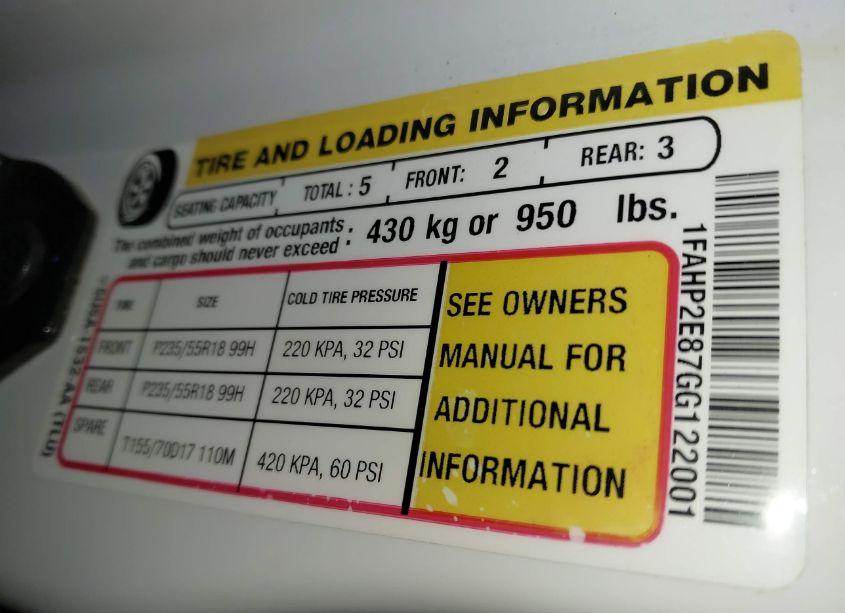 TIRE AND LOADING INFORMATION
SEATING CAPACITY TOTAL : 5 FRONT: 2 REAR: 3
The combined weight of occupants and cargo should never exceed : 430 kg or 950 lbs.
TIRE SIZE COLD TIRE PRESSURE
FRONT P235/55R18 99H 220 KPA, 32 PSI
REAR P235/55R18 99H 220 KPA, 32 PSI
SPARE T155/70D17 110M 420 KPA, 60 PSI
SEE OWNERS
MANUAL FOR
ADDITIONAL
INFORMATION
1FAHP2E87GG122001